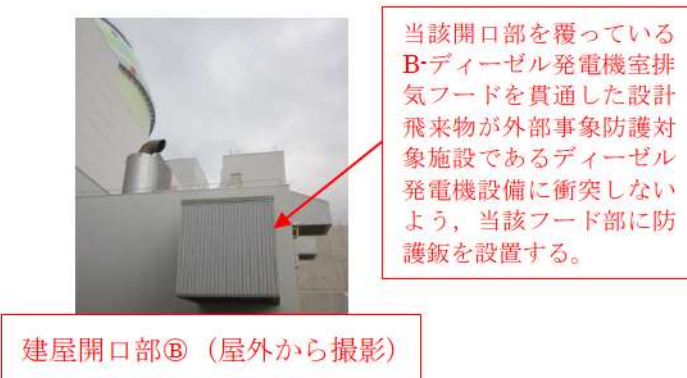 当該開口部を覆っている
B-ディーゼル発電機室排
気フードを貫通した設計
飛来物が外部事象防護対
象施設であるディーゼル
発電機設備に衝突しない
よう，当該フード部に防
護鈑を設置する。
建屋開口部Ⓑ（屋外から撮影）